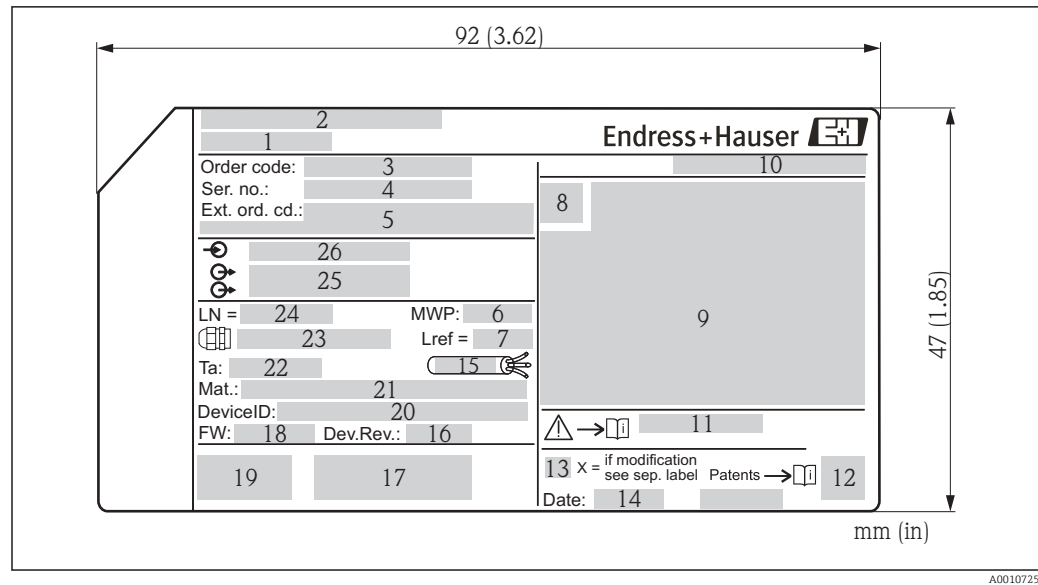 92 (3.62)
2
1
Endress+Hauser
10
Order code: 3
Ser. no.: 4
Ext. ord. cd.: 5
8
9
26
25
LN = 24 MWP: 6
23 Lref = 7
Ta: 22 15
Mat.: 21
DeviceID: 20
FW: 18 Dev.Rev.: 16
19 17
i 11
13 X = if modification
see sep. label Patents i 12
Date: 14
47 (1.85)
mm (in)
A0010725